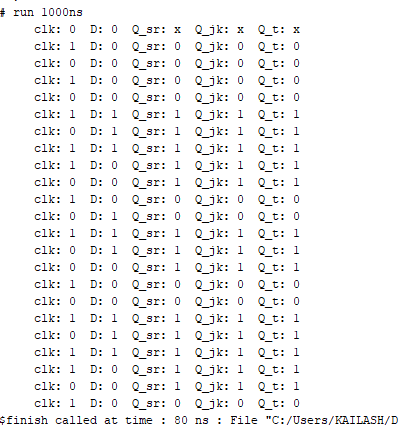 # run 1000ns
clk: 0 D: 0 Q_sr: x Q_jk: x Q_t: x
clk: 1 D: 0 Q_sr: 0 Q_jk: 0 Q_t: 0
clk: 0 D: 0 Q_sr: 0 Q_jk: 0 Q_t: 0
clk: 1 D: 0 Q_sr: 0 Q_jk: 0 Q_t: 0
clk: 0 D: 0 Q_sr: 0 Q_jk: 0 Q_t: 0
clk: 1 D: 1 Q_sr: 1 Q_jk: 1 Q_t: 1
clk: 0 D: 1 Q_sr: 1 Q_jk: 1 Q_t: 1
clk: 1 D: 1 Q_sr: 1 Q_jk: 1 Q_t: 1
clk: 1 D: 0 Q_sr: 1 Q_jk: 1 Q_t: 1
clk: 0 D: 0 Q_sr: 1 Q_jk: 1 Q_t: 1
clk: 1 D: 0 Q_sr: 0 Q_jk: 0 Q_t: 0
clk: 0 D: 1 Q_sr: 0 Q_jk: 0 Q_t: 0
clk: 1 D: 1 Q_sr: 1 Q_jk: 1 Q_t: 1
clk: 0 D: 1 Q_sr: 1 Q_jk: 1 Q_t: 1
clk: 0 D: 0 Q_sr: 1 Q_jk: 1 Q_t: 1
clk: 1 D: 0 Q_sr: 0 Q_jk: 0 Q_t: 0
clk: 0 D: 0 Q_sr: 0 Q_jk: 0 Q_t: 0
clk: 1 D: 1 Q_sr: 1 Q_jk: 1 Q_t: 1
clk: 0 D: 1 Q_sr: 1 Q_jk: 1 Q_t: 1
clk: 1 D: 1 Q_sr: 1 Q_jk: 1 Q_t: 1
clk: 1 D: 0 Q_sr: 1 Q_jk: 1 Q_t: 1
clk: 0 D: 0 Q_sr: 1 Q_jk: 1 Q_t: 1
clk: 1 D: 0 Q_sr: 0 Q_jk: 0 Q_t: 0
$finish called at time : 80 ns : File "C:/Users/KAILASH/D